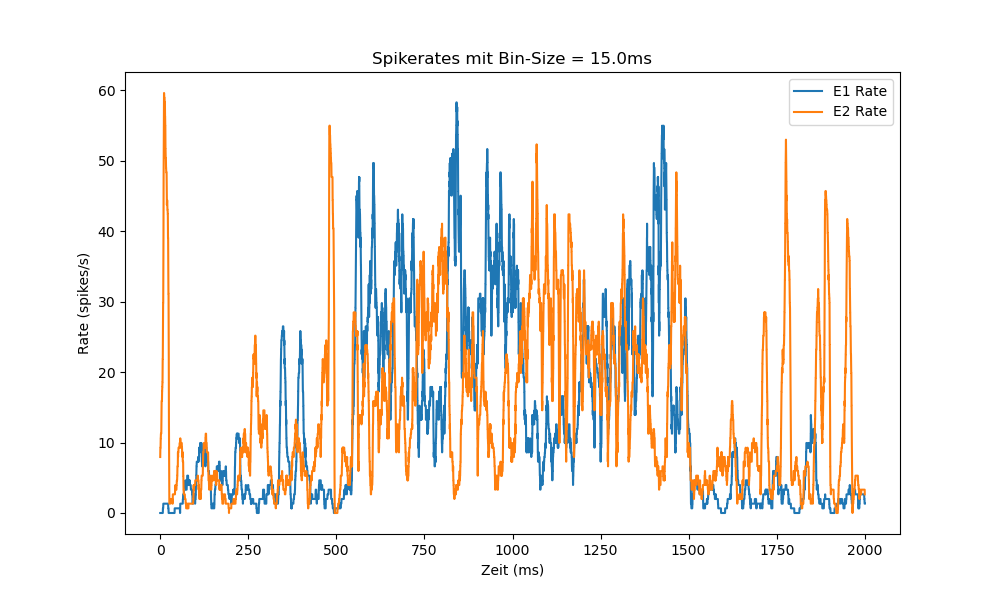 Spikerates mit Bin-Size = 15.0ms
E1 Rate
E2 Rate
60
50
40
30
20
10
0
Rate (spikes/s)
0 250 500 750 1000 1250 1500 1750 2000
Zeit (ms)